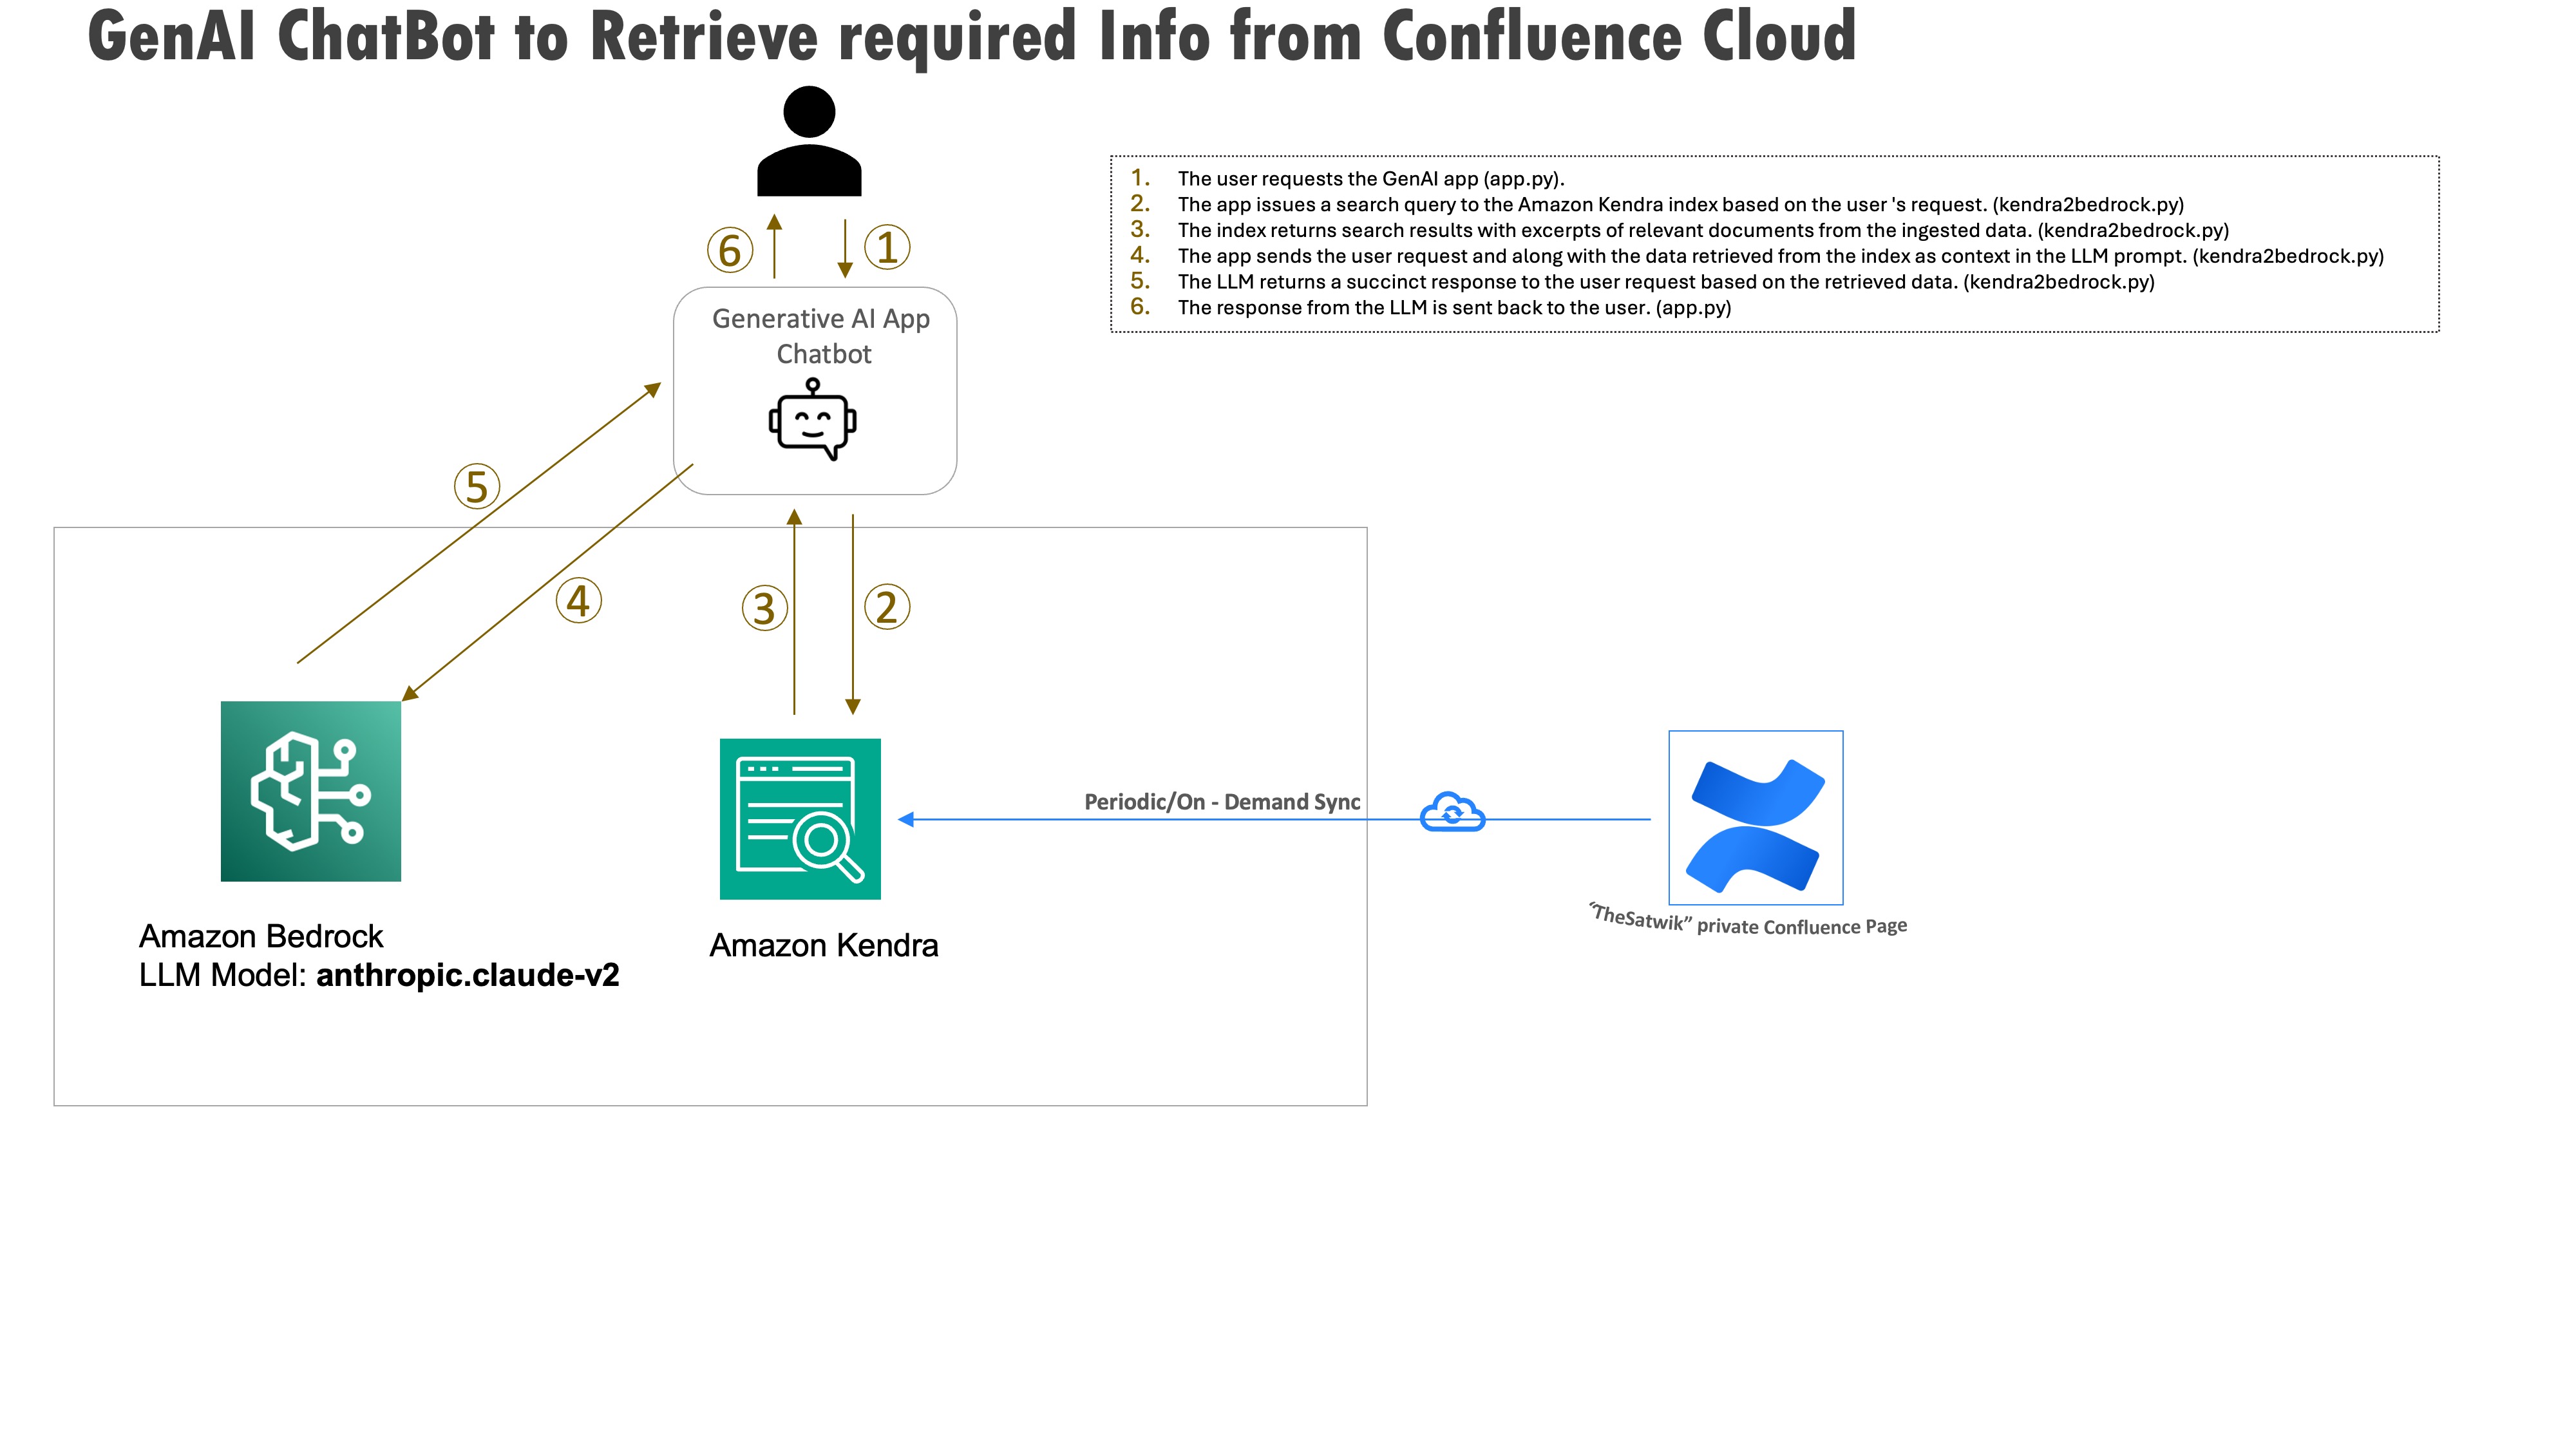 GenAI ChatBot to Retrieve required Info from Confluence Cloud
1. The user requests the GenAI app (app.py).
2. The app issues a search query to the Amazon Kendra index based on the user 's request. (kendra2bedrock.py)
3. The index returns search results with excerpts of relevant documents from the ingested data. (kendra2bedrock.py)
4. The app sends the user request and along with the data retrieved from the index as context in the LLM prompt. (kendra2bedrock.py)
5. The LLM returns a succinct response to the user request based on the retrieved data. (kendra2bedrock.py)
6. The response from the LLM is sent back to the user. (app.py)
6
1
Generative AI App
Chatbot
5
4
3
2
Periodic/On - Demand Sync
"TheSatwik” private Confluence Page
Amazon Bedrock
LLM Model: anthropic.claude-v2
Amazon Kendra